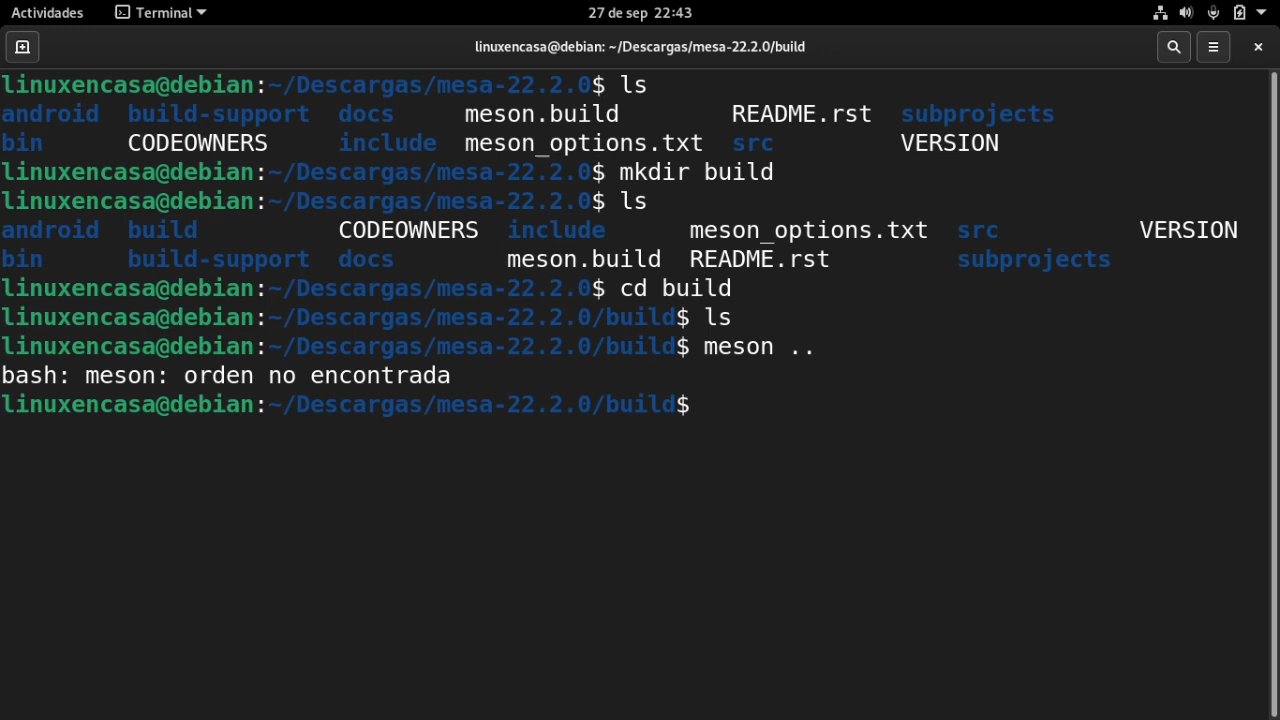 Actividades Terminal 27 de sep 22:43
linuxencasa@debian: ~/Descargas/mesa-22.2.0/build
linuxencasa@debian:~/Descargas/mesa-22.2.0$ ls
android build-support docs meson.build README.rst subprojects
bin CODEOWNERS include meson_options.txt src VERSION
linuxencasa@debian:~/Descargas/mesa-22.2.0$ mkdir build
linuxencasa@debian:~/Descargas/mesa-22.2.0$ ls
android build CODEOWNERS include meson_options.txt src VERSION
bin build-support docs meson.build README.rst subprojects
linuxencasa@debian:~/Descargas/mesa-22.2.0$ cd build
linuxencasa@debian:~/Descargas/mesa-22.2.0/build$ ls
linuxencasa@debian:~/Descargas/mesa-22.2.0/build$ meson ..
bash: meson: orden no encontrada
linuxencasa@debian:~/Descargas/mesa-22.2.0/build$